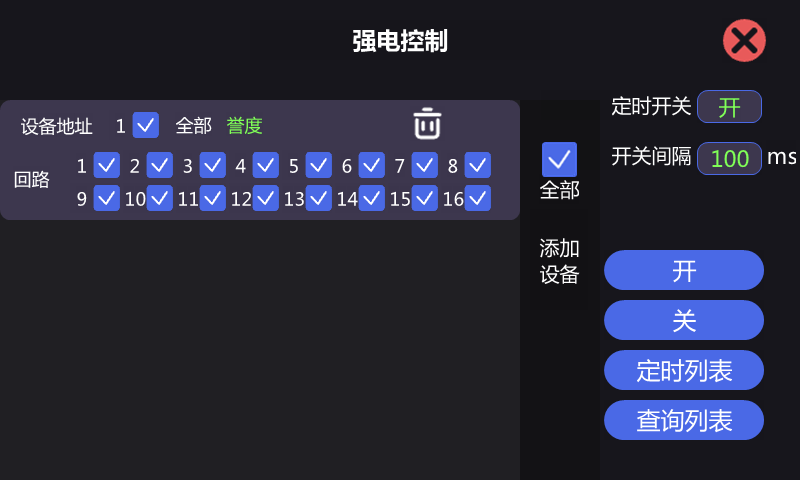 强电控制
定时开关 开
设备地址 1 全部 誉度
开关间隔 100 ms
回路
1 2 3 4 5 6 7 8
9 10 11 12 13 14 15 16
全部
添加
设备
开
关
定时列表
查询列表